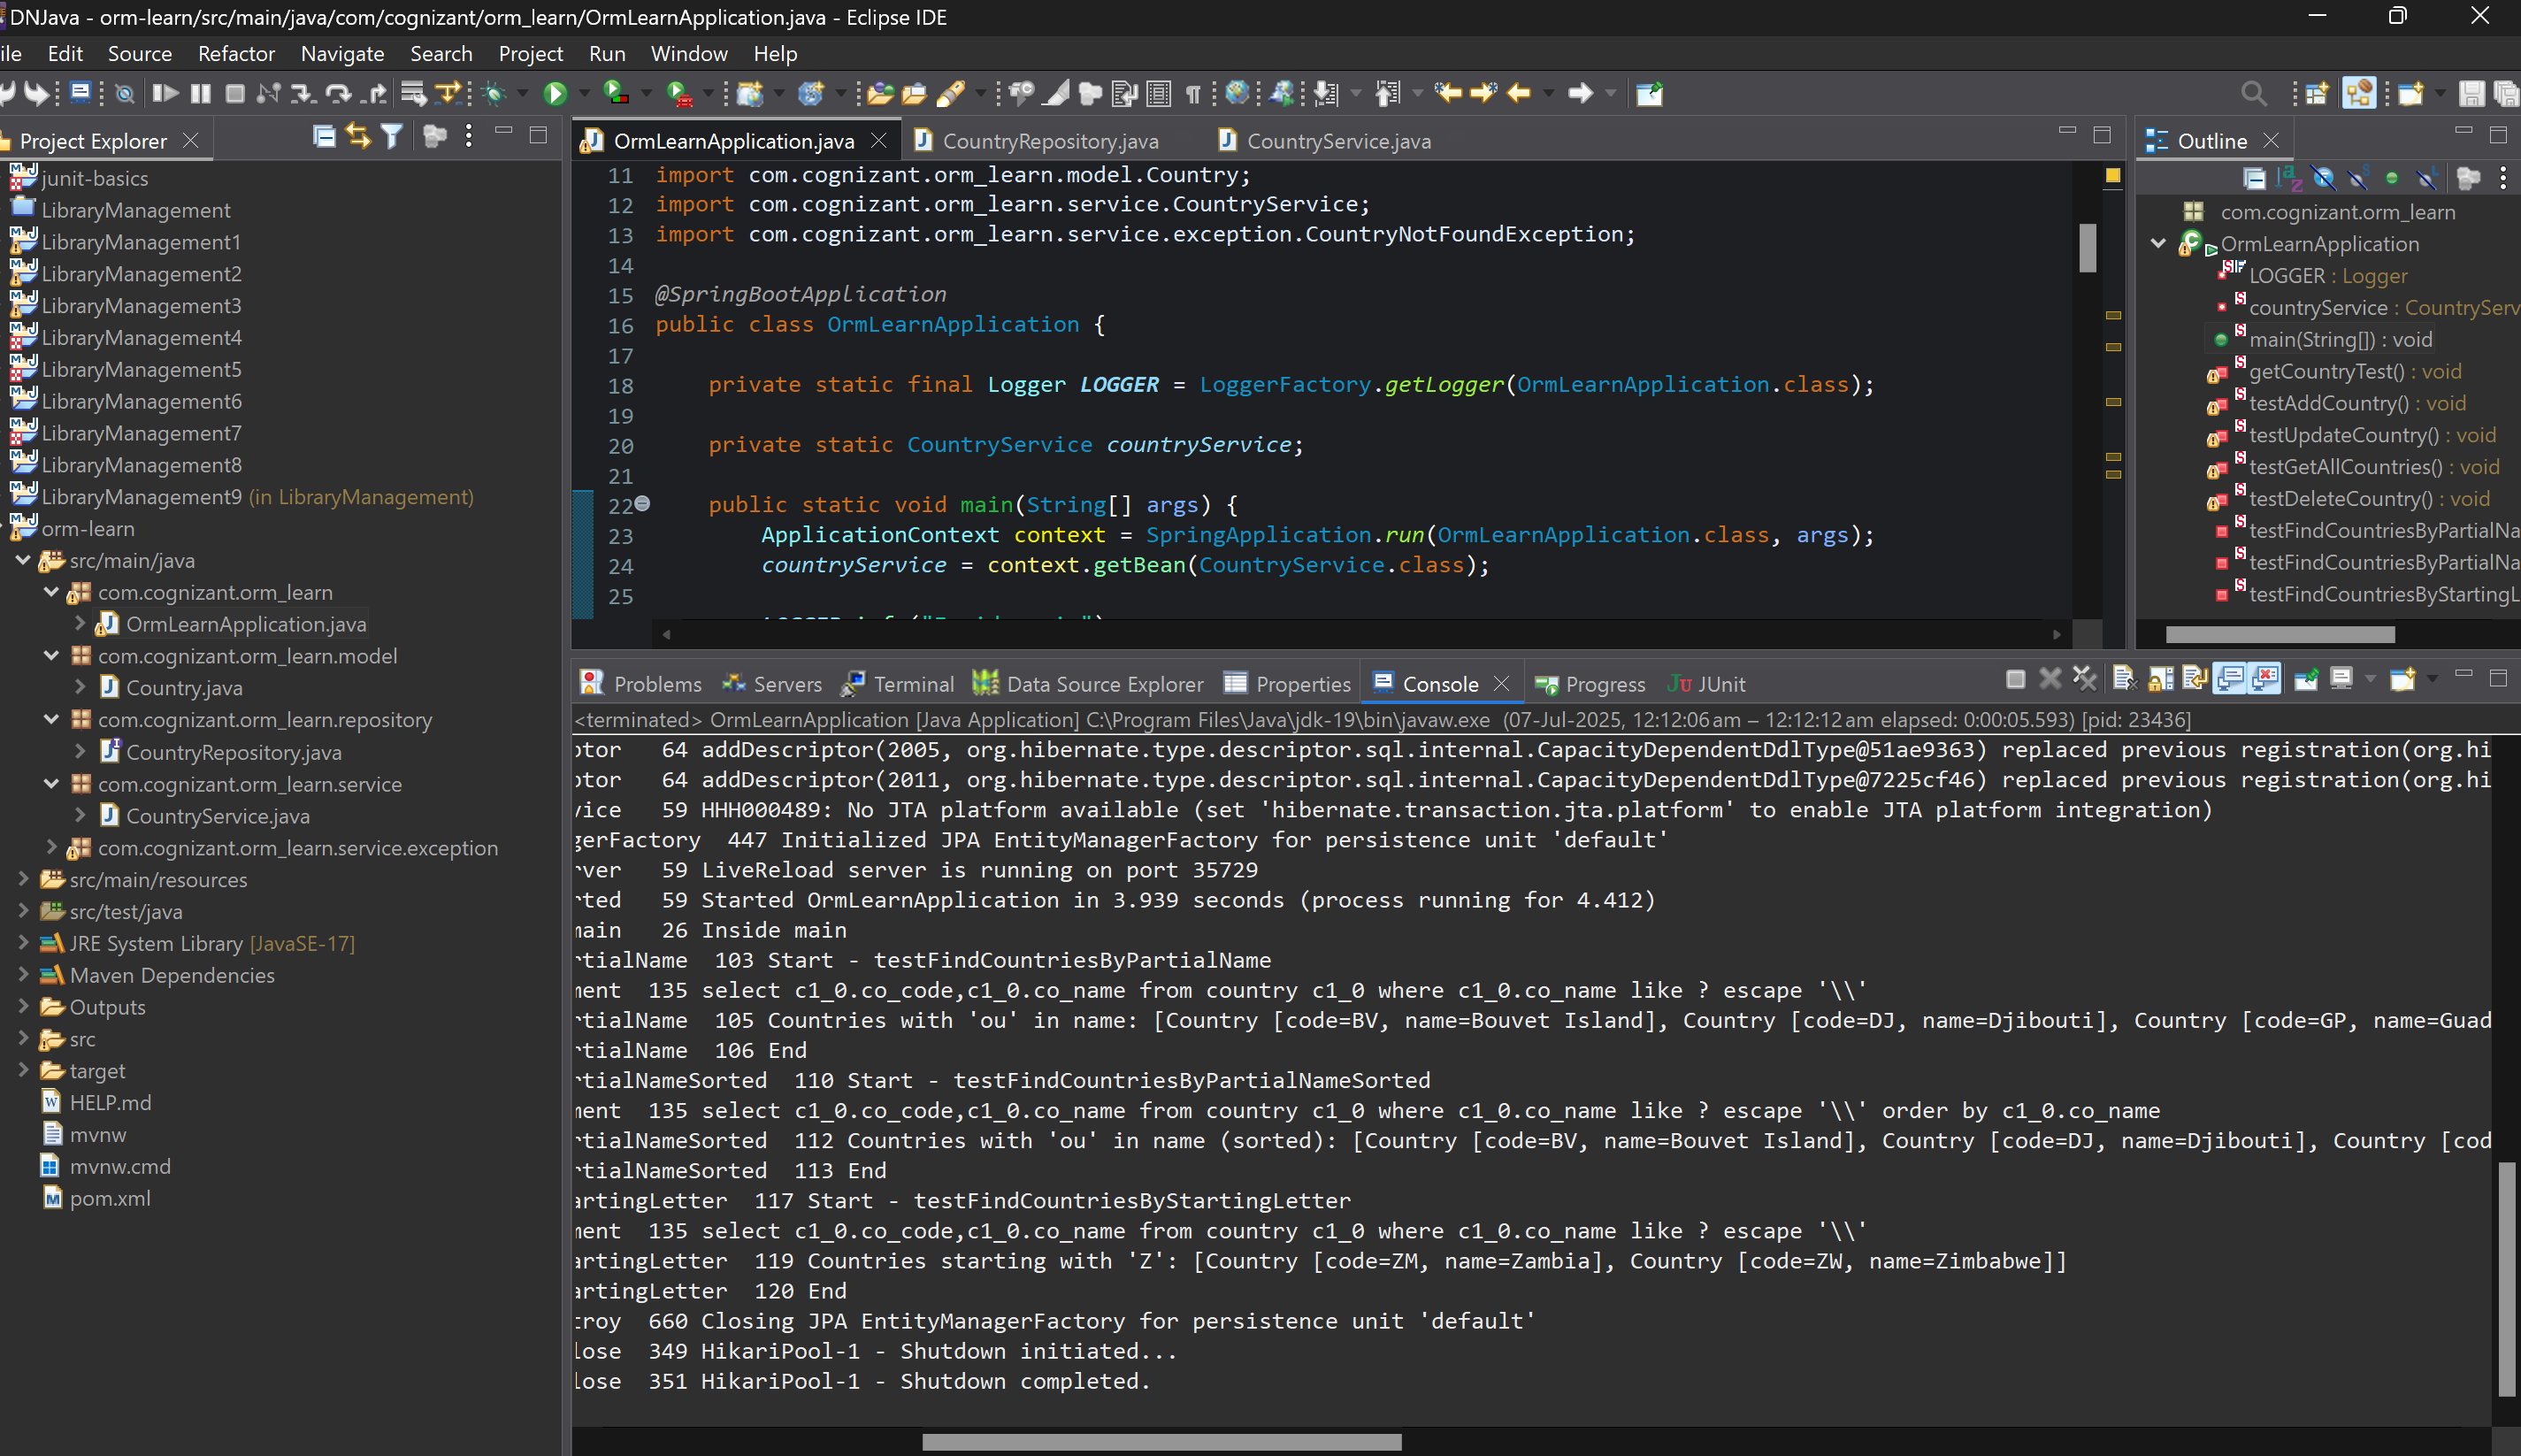 DNJava - orm-learn/src/main/java/com/cognizant/orm_learn/OrmLearnApplication.java - Eclipse IDE
ile Edit Source Refactor Navigate Search Project Run Window Help
Project Explorer
junit-basics
LibraryManagement
LibraryManagement1
LibraryManagement2
LibraryManagement3
LibraryManagement4
LibraryManagement5
LibraryManagement6
LibraryManagement7
LibraryManagement8
LibraryManagement9 (in LibraryManagement)
orm-learn
src/main/java
com.cognizant.orm_learn
OrmLearnApplication.java
com.cognizant.orm_learn.model
Country.java
com.cognizant.orm_learn.repository
CountryRepository.java
com.cognizant.orm_learn.service
CountryService.java
com.cognizant.orm_learn.service.exception
src/main/resources
src/test/java
JRE System Library [JavaSE-17]
Maven Dependencies
Outputs
src
target
HELP.md
mvnw
mvnw.cmd
pom.xml
OrmLearnApplication.java CountryRepository.java CountryService.java
11 import com.cognizant.orm_learn.model.Country;
12 import com.cognizant.orm_learn.service.CountryService;
13 import com.cognizant.orm_learn.service.exception.CountryNotFoundException;
14
15 @SpringBootApplication
16 public class OrmLearnApplication {
17
18 private static final Logger LOGGER = LoggerFactory.getLogger(OrmLearnApplication.class);
19
20 private static CountryService countryService;
21
22 public static void main(String[] args) {
23 ApplicationContext context = SpringApplication.run(OrmLearnApplication.class, args);
24 countryService = context.getBean(CountryService.class);
25
Outline
com.cognizant.orm_learn
OrmLearnApplication
LOGGER : Logger
countryService : CountryServ
main(String[]) : void
getCountryTest() : void
testAddCountry() : void
testUpdateCountry() : void
testGetAllCountries() : void
testDeleteCountry() : void
testFindCountriesByPartialNa
testFindCountriesByPartialNa
testFindCountriesByStartingL
Problems Servers Terminal Data Source Explorer Properties Console Progress JUnit
<terminated> OrmLearnApplication [Java Application] C:\Program Files\Java\jdk-19\bin\javaw.exe (07-Jul-2025, 12:12:06 am – 12:12:12 am elapsed: 0:00:05.593) [pid: 23436]
ptor 64 addDescriptor(2005, org.hibernate.type.descriptor.sql.internal.CapacityDependentDdlType@51ae9363) replaced previous registration(org.hi
ptor 64 addDescriptor(2011, org.hibernate.type.descriptor.sql.internal.CapacityDependentDdlType@7225cf46) replaced previous registration(org.hi
vice 59 HHH000489: No JTA platform available (set 'hibernate.transaction.jta.platform' to enable JTA platform integration)
gerFactory 447 Initialized JPA EntityManagerFactory for persistence unit 'default'
rver 59 LiveReload server is running on port 35729
rted 59 Started OrmLearnApplication in 3.939 seconds (process running for 4.412)
main 26 Inside main
rtialName 103 Start - testFindCountriesByPartialName
ment 135 select c1_0.co_code,c1_0.co_name from country c1_0 where c1_0.co_name like ? escape '\\'
rtialName 105 Countries with 'ou' in name: [Country [code=BV, name=Bouvet Island], Country [code=DJ, name=Djibouti], Country [code=GP, name=Guad
rtialName 106 End
rtialNameSorted 110 Start - testFindCountriesByPartialNameSorted
ment 135 select c1_0.co_code,c1_0.co_name from country c1_0 where c1_0.co_name like ? escape '\\' order by c1_0.co_name
rtialNameSorted 112 Countries with 'ou' in name (sorted): [Country [code=BV, name=Bouvet Island], Country [code=DJ, name=Djibouti], Country [cod
rtialNameSorted 113 End
artingLetter 117 Start - testFindCountriesByStartingLetter
ment 135 select c1_0.co_code,c1_0.co_name from country c1_0 where c1_0.co_name like ? escape '\\'
artingLetter 119 Countries starting with 'Z': [Country [code=ZM, name=Zambia], Country [code=ZW, name=Zimbabwe]]
artingLetter 120 End
troy 660 Closing JPA EntityManagerFactory for persistence unit 'default'
lose 349 HikariPool-1 - Shutdown initiated...
lose 351 HikariPool-1 - Shutdown completed.